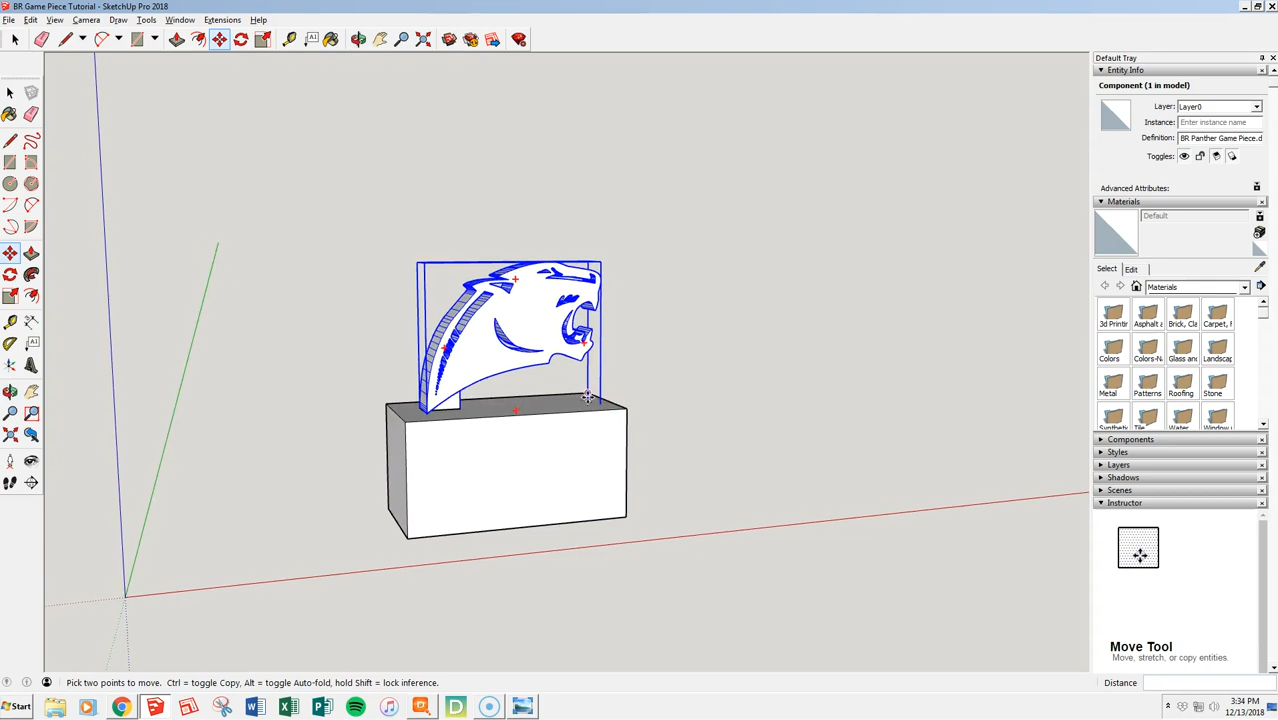 BR Game Piece Tutorial - SketchUp Pro 2018
File Edit View Camera Draw Tools Window Extensions Help
Default Tray
Entity Info
Component (1 in model)
Layer: Layer0
Instance: Enter instance name
Definition: BR Panther Game Piece.d
Toggles:
Advanced Attributes:
Materials
Default
Select Edit
Materials
3d Printir Asphalt a Brick, Cla Carpet, F
Colors Colors-Na Glass and Landscap
Metal Patterns Roofing Stone
Synthetic Tile Water Window
Components
Styles
Layers
Shadows
Scenes
Instructor
Move Tool
Move, stretch, or copy entities.
Pick two points to move. Ctrl = toggle Copy, Alt = toggle Auto-fold, hold Shift = lock inference.
Distance
Start
3:34 PM
12/13/2018